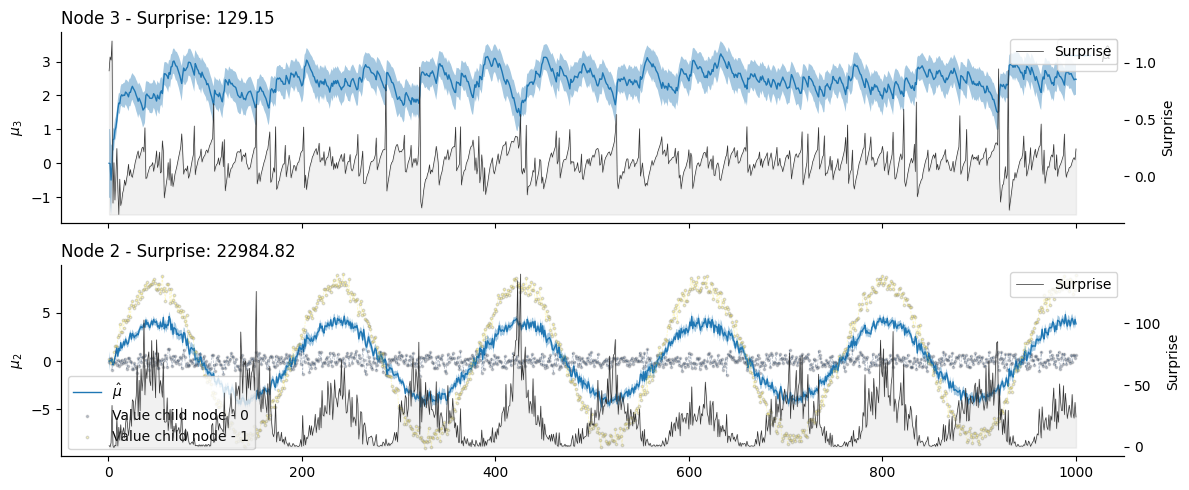 Node 3 - Surprise: 129.15
Surprise
μ̂
3
2
1
0
−1
μ₃
1.0
0.5
0.0
Surprise
Node 2 - Surprise: 22984.82
Surprise
5
0
−5
μ₂
100
50
0
Surprise
μ̂
Value child node - 0
Value child node - 1
0
200
400
600
800
1000